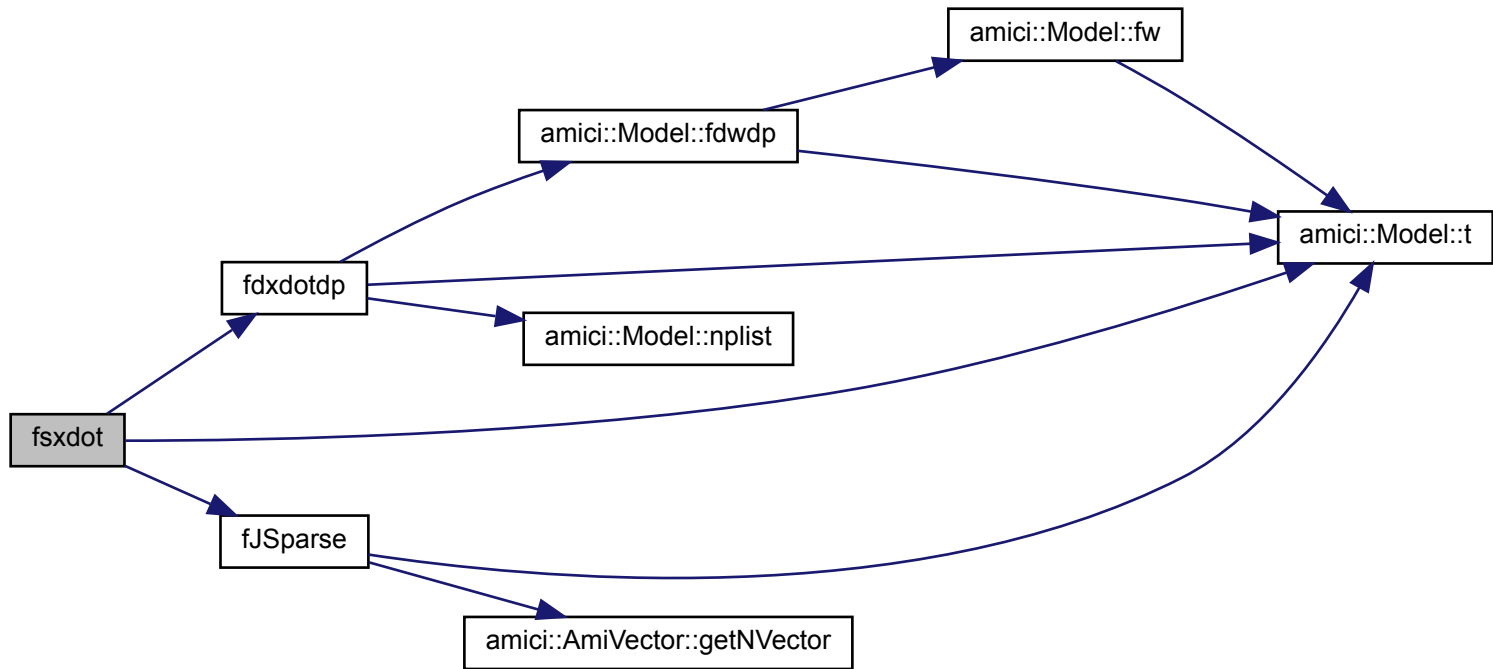 amici::Model::fw
amici::Model::fdwdp
amici::Model::t
fdxdotdp
amici::Model::nplist
fsxdot
fJSparse
amici::AmiVector::getNVector